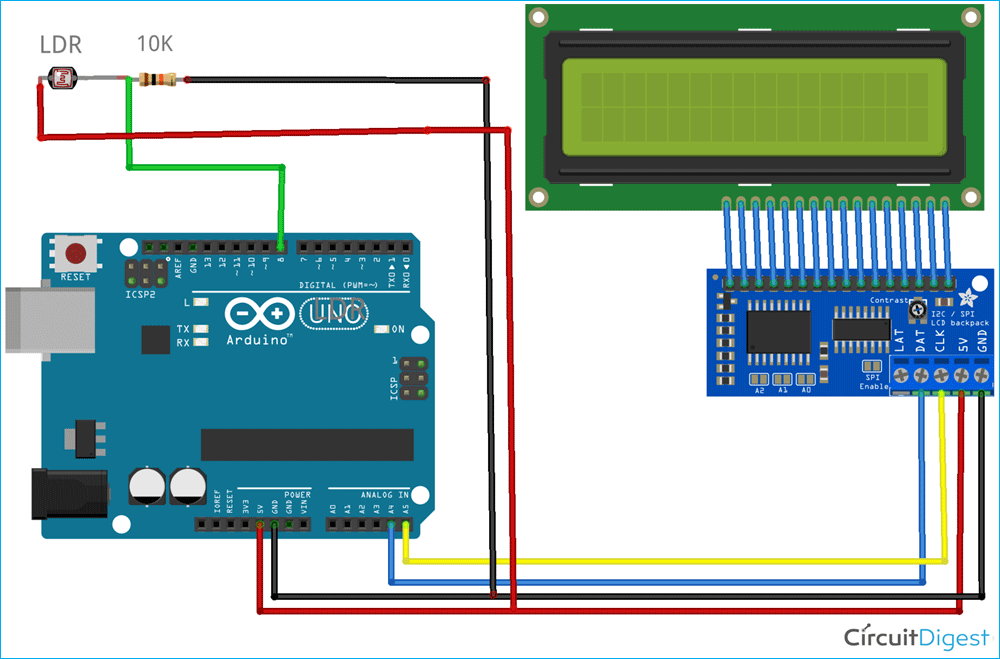 LDR
10K
RESET
ICSP2
AREF
GND
13
12
~11
~10
~9
8
7
~6
~5
4
~3
2
TX0▶1
RX0◀0
DIGITAL (PWM=~)
L
TX
RX
UNO
LDR
Arduino™
ON
1
ICSP
POWER
ANALOG IN
IOREF
RESET
3V3
5V
GND
GND
VIN
A0
A1
A2
A3
A4
A5
Contrast
I2C / SPI
LCD backpack
LAT
DAT
CLK
5V
GND
SPI
Enable
A2
A1
A0
CircuitDigest